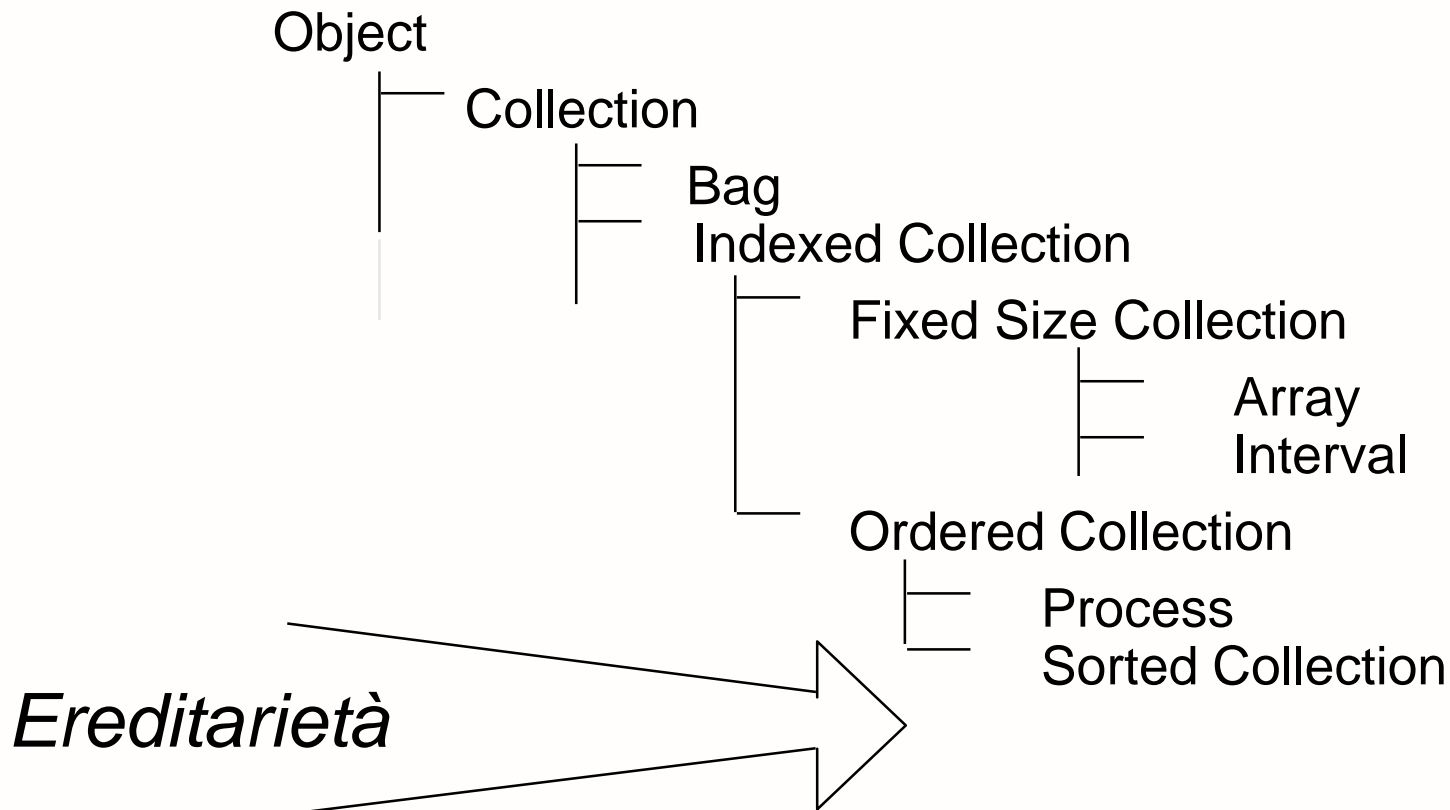 Object
Collection
Bag
Indexed Collection
Fixed Size Collection
Array
Interval
Ordered Collection
Process
Sorted Collection
Ereditarietà